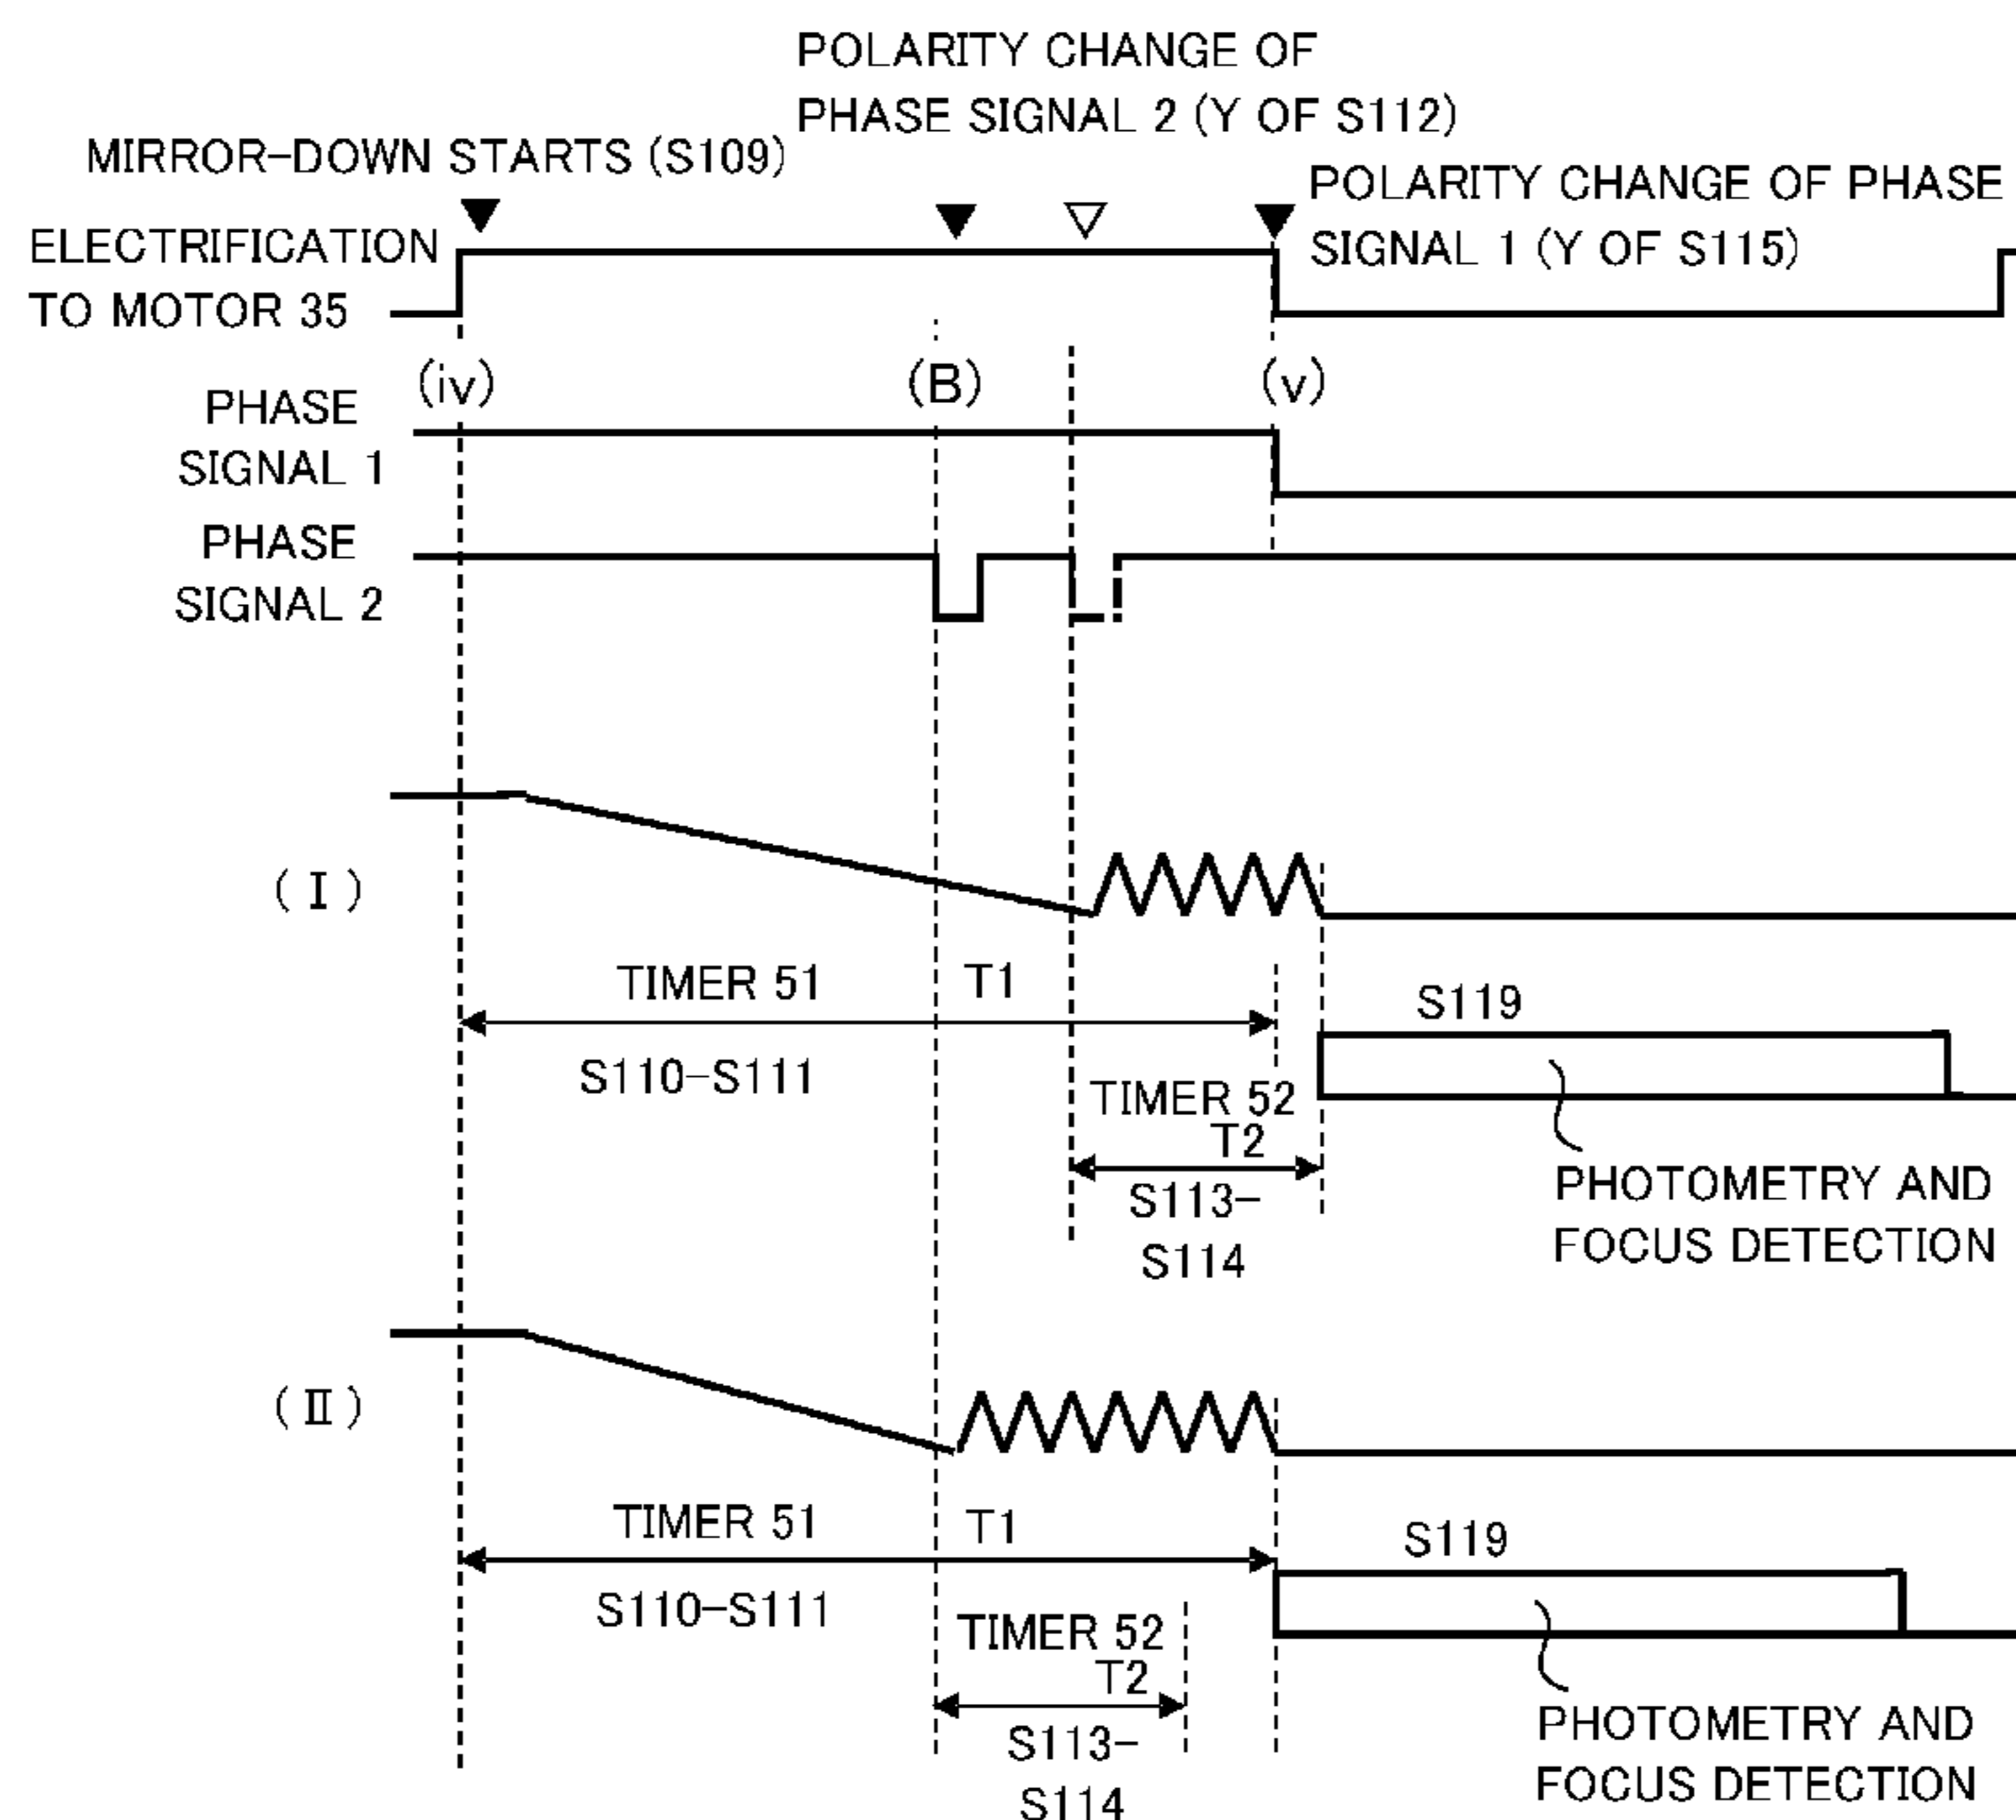 POLARITY CHANGE OF
PHASE SIGNAL 2 (Y OF S112)
MIRROR-DOWN STARTS (S109)
POLARITY CHANGE OF PHASE
SIGNAL 1 (Y OF S115)
ELECTRIFICATION
TO MOTOR 35
(iv)
(B)
(v)
PHASE
SIGNAL 1
PHASE
SIGNAL 2
(I)
TIMER 51
T1
S110-S111
S119
TIMER 52
T2
S113-
S114
PHOTOMETRY AND
FOCUS DETECTION
(II)
TIMER 51
T1
S110-S111
S119
TIMER 52
T2
S113-
S114
PHOTOMETRY AND
FOCUS DETECTION